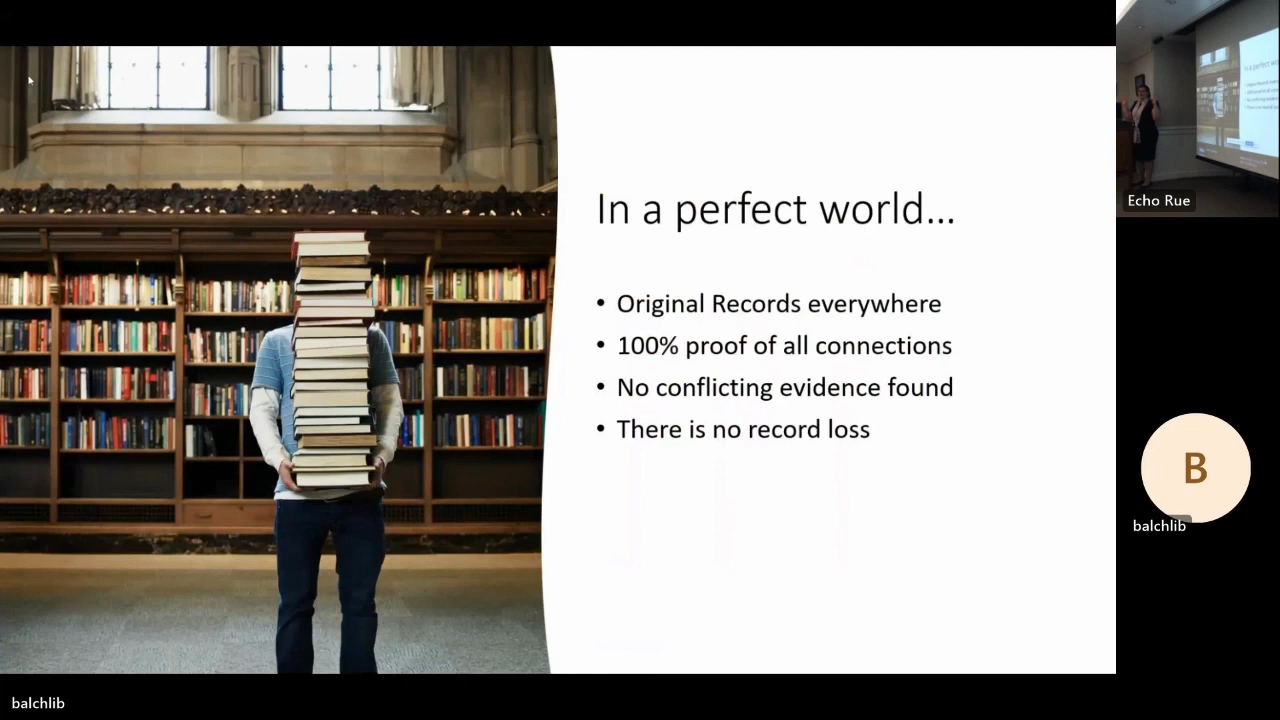 In a perfect world...
• Original Records everywhere
• 100% proof of all connections
• No conflicting evidence found
• There is no record loss
Echo Rue
B
balchlib
balchlib